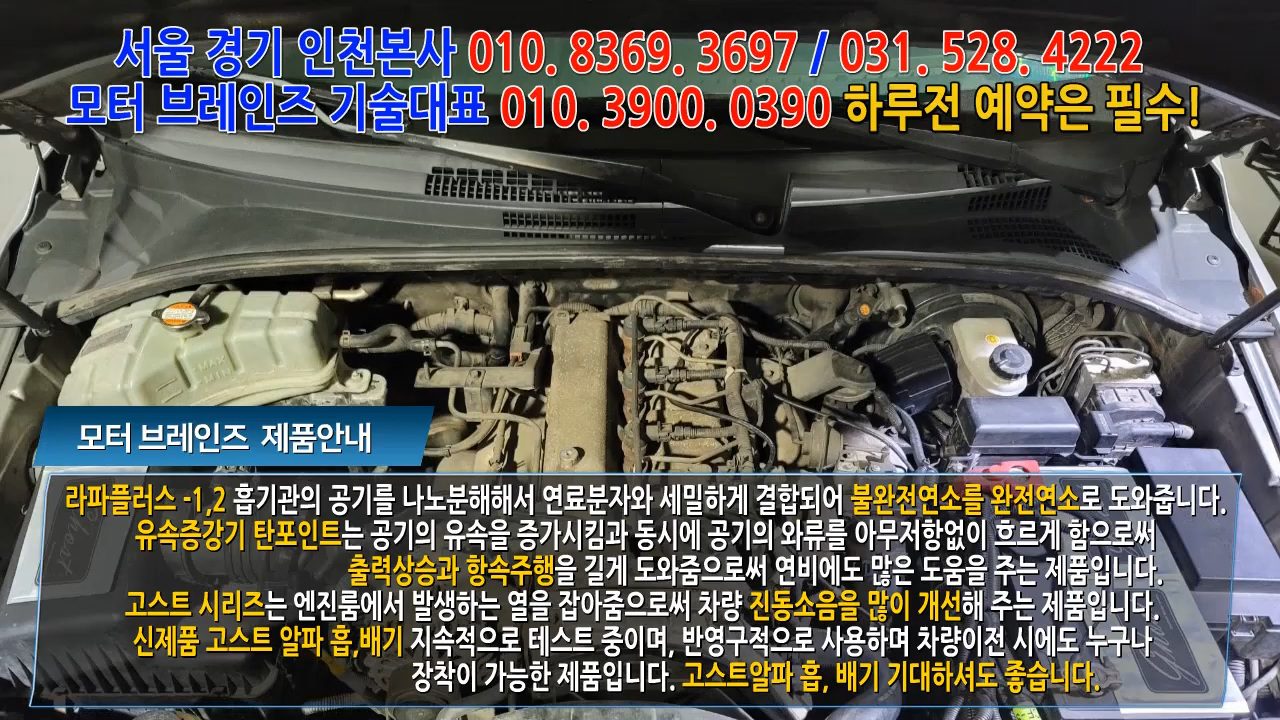 서울 경기 인천본사 010. 8369. 3697 / 031. 528. 4222
모터 브레인즈 기술대표 010. 3900. 0390 하루전 예약은 필수!
MAX
MIN
모터 브레인즈 제품안내
라파플러스 -1,2 흡기관의 공기를 나노분해해서 연료분자와 세밀하게 결합되어 불완전연소를 완전연소로 도와줍니다.
유속증강기 탄포인트는 공기의 유속을 증가시킴과 동시에 공기의 와류를 아무저항없이 흐르게 함으로써
출력상승과 항속주행을 길게 도와줌으로써 연비에도 많은 도움을 주는 제품입니다.
고스트 시리즈는 엔진룸에서 발생하는 열을 잡아줌으로써 차량 진동소음을 많이 개선해 주는 제품입니다.
신제품 고스트 알파 흡,배기 지속적으로 테스트 중이며, 반영구적으로 사용하며 차량이전 시에도 누구나
장착이 가능한 제품입니다. 고스트알파 흡, 배기 기대하셔도 좋습니다.
Ghost